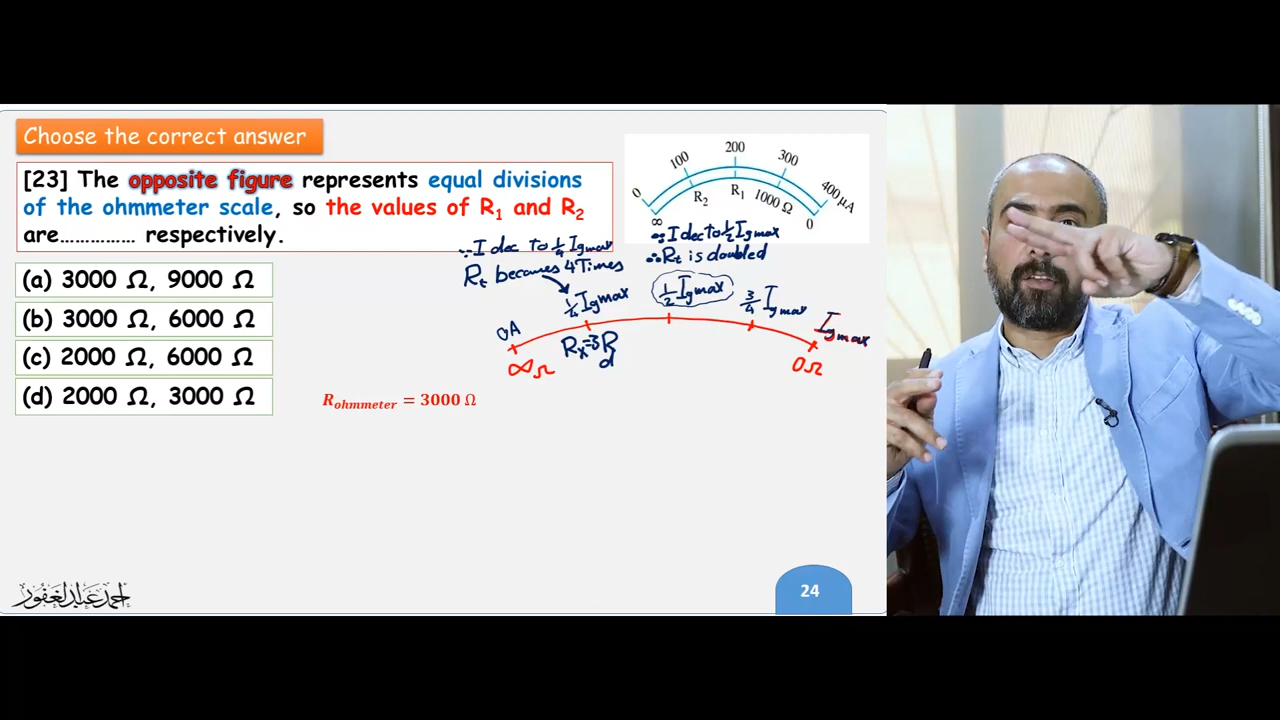 Choose the correct answer
[23] The opposite figure represents equal divisions
of the ohmmeter scale, so the values of R1 and R2
are.............. respectively.
(a) 3000 Ω, 9000 Ω
(b) 3000 Ω, 6000 Ω
(c) 2000 Ω, 6000 Ω
(d) 2000 Ω, 3000 Ω
0 100 200 300 400 µA
∞ R2 R1 1000 Ω 0
∵ I dec to 1/4 Igmax
Rt becomes 4 Times
∵ I dec to 1/2 Igmax
∴ Rt is doubled
0A 1/4 Igmax 1/2 Igmax 3/4 Igmax Igmax
∞ Ω Rx=3R 0Ω
Rohmmeter = 3000 Ω
احمد عبدالغفور
24